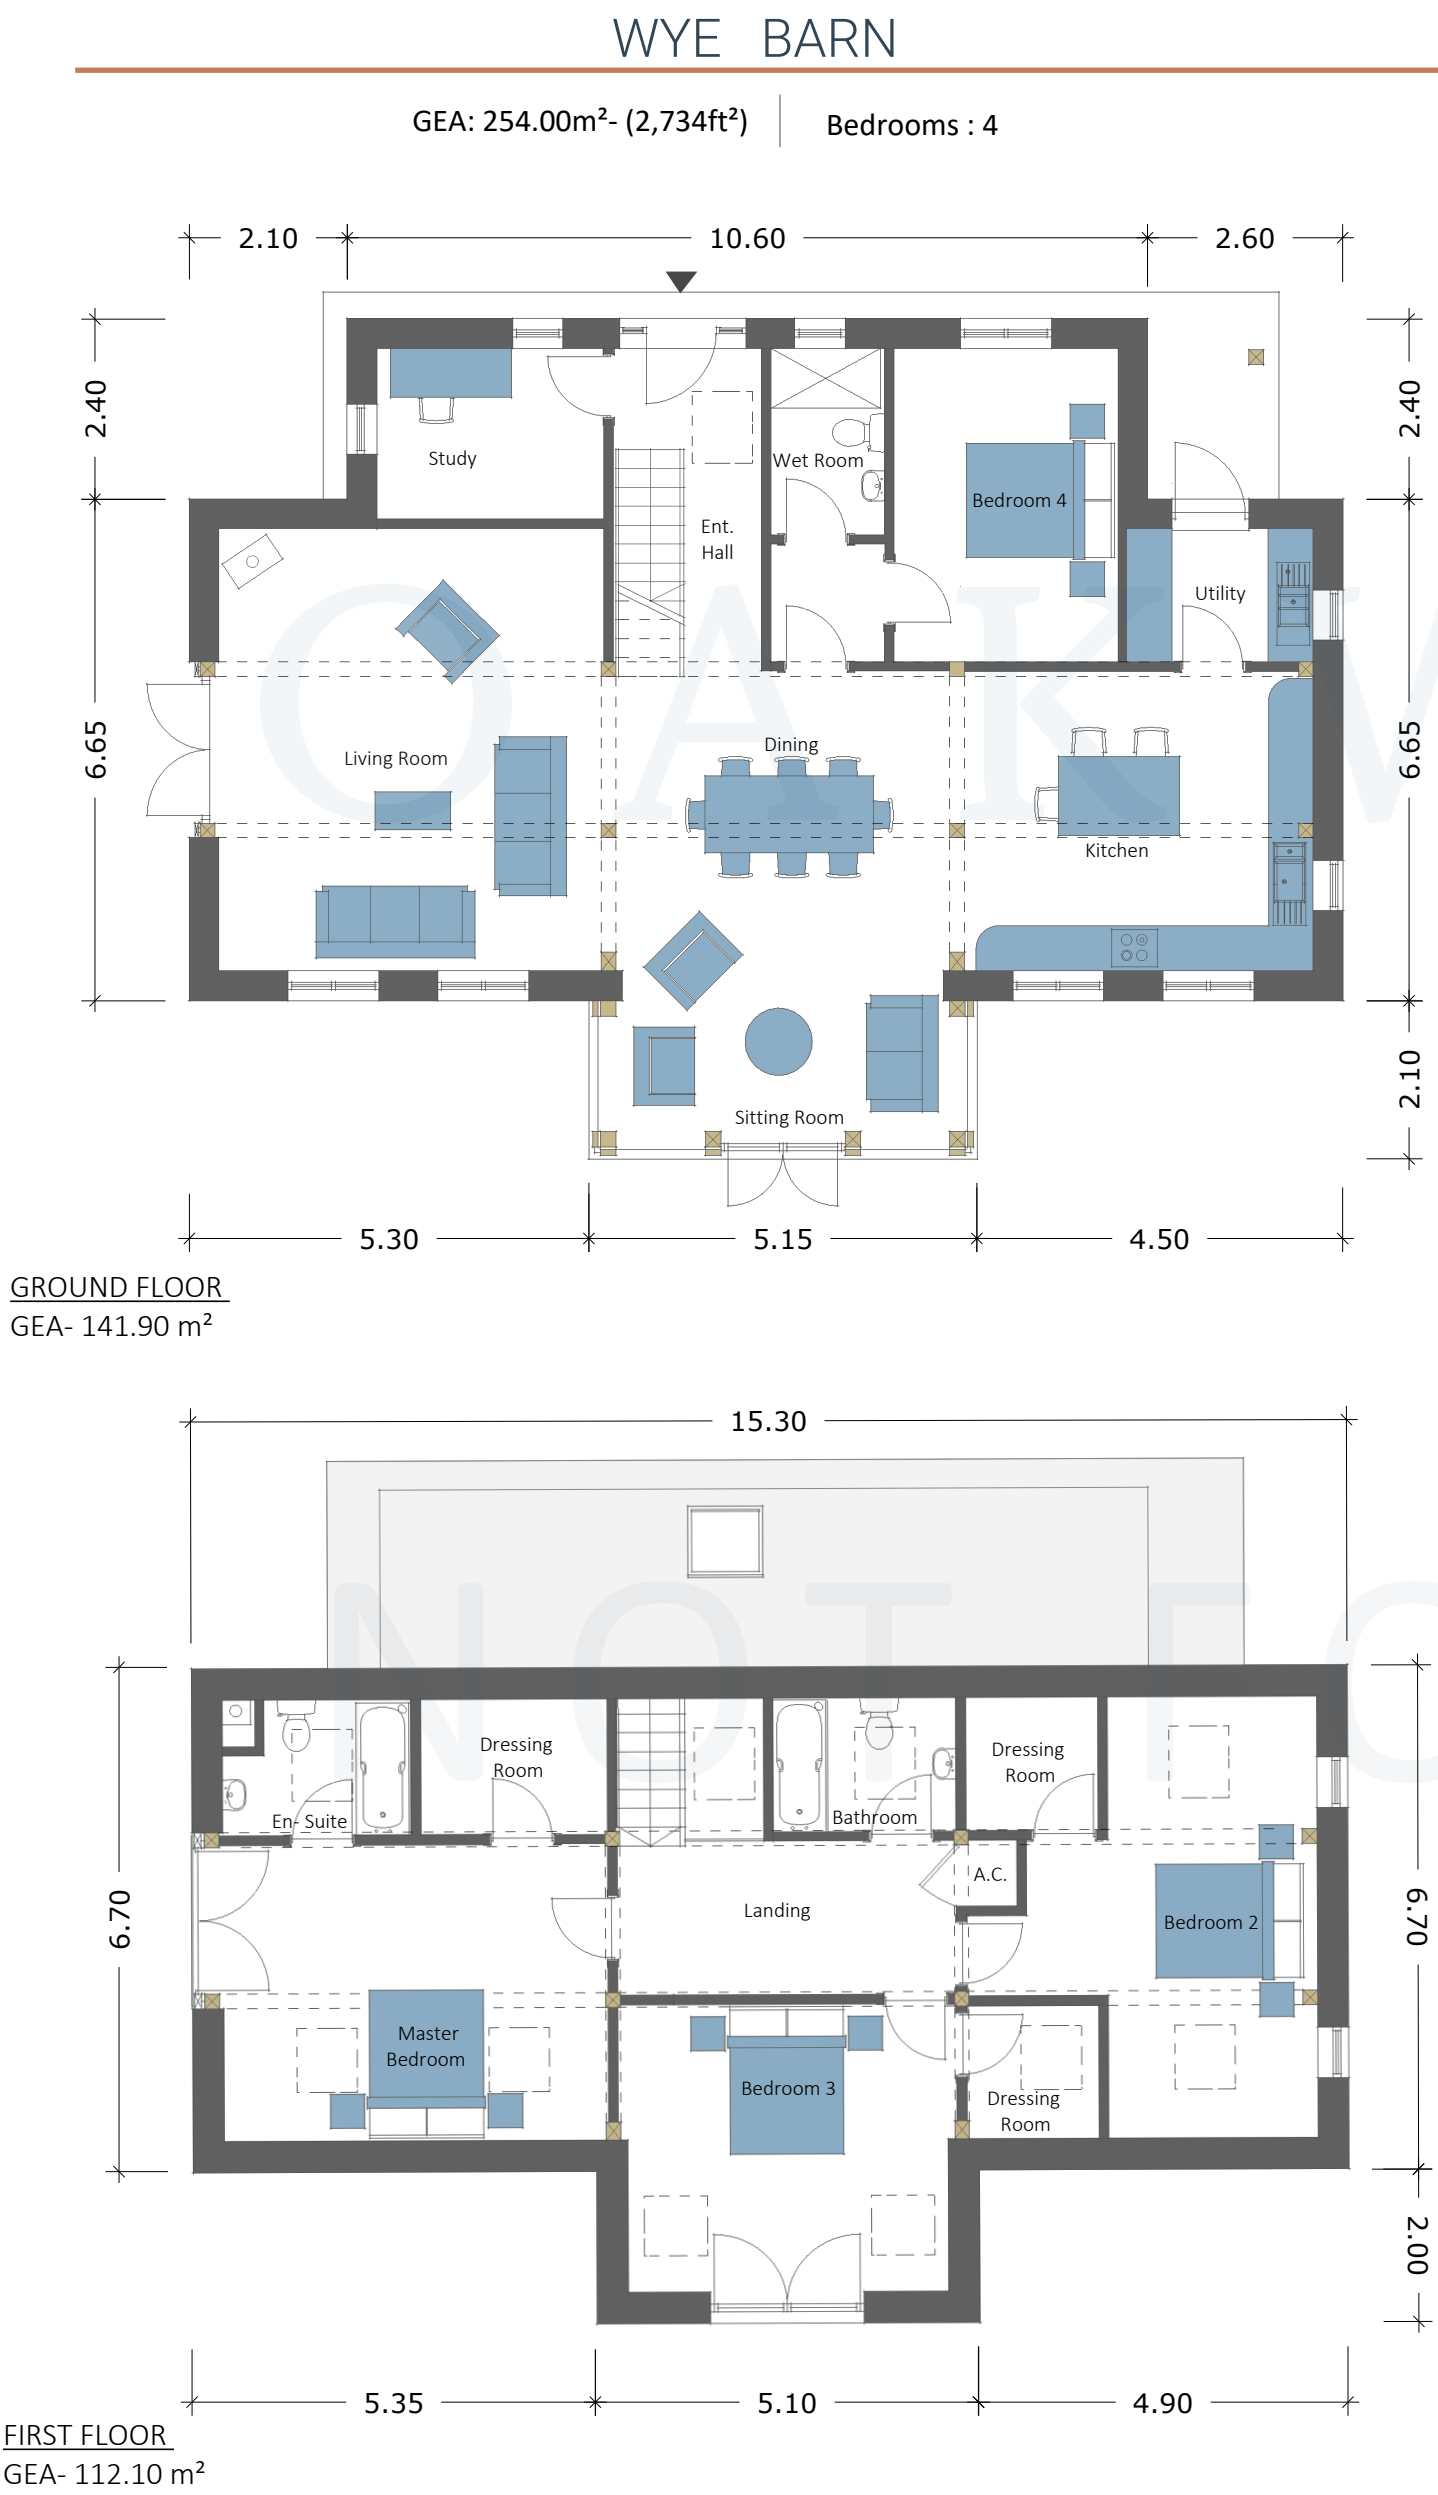 WYE BARN
GEA: 254.00m²- (2,734ft²)
Bedrooms : 4
2.10
10.60
2.60
2.40
2.40
Study
Wet Room
Bedroom 4
Ent.
Hall
Utility
OAKW
6.65
6.65
Living Room
Dining
Kitchen
2.10
Sitting Room
5.30
5.15
4.50
GROUND FLOOR
GEA- 141.90 m²
15.30
NOT FO
Dressing
Room
Dressing
Room
En- Suite
Bathroom
A.C.
6.70
Landing
Bedroom 2
6.70
Master
Bedroom
Bedroom 3
Dressing
Room
2.00
5.35
5.10
4.90
FIRST FLOOR
GEA- 112.10 m²